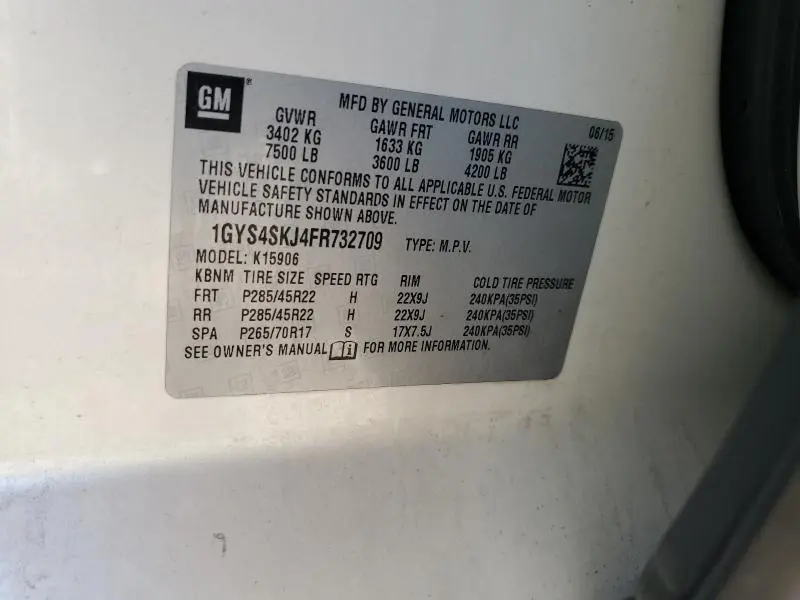 GM ®
MFD BY GENERAL MOTORS LLC 06/15
GVWR GAWR FRT GAWR RR
3402 KG 1633 KG 1905 KG
7500 LB 3600 LB 4200 LB
THIS VEHICLE CONFORMS TO ALL APPLICABLE U.S. FEDERAL MOTOR
VEHICLE SAFETY STANDARDS IN EFFECT ON THE DATE OF
MANUFACTURE SHOWN ABOVE.
1GYS4SKJ4FR732709 TYPE: M.P.V.
MODEL: K15906
KBNM TIRE SIZE SPEED RTG RIM COLD TIRE PRESSURE
FRT P285/45R22 H 22X9J 240KPA(35PSI)
RR P285/45R22 H 22X9J 240KPA(35PSI)
SPA P265/70R17 S 17X7.5J 240KPA(35PSI)
SEE OWNER'S MANUAL i FOR MORE INFORMATION.